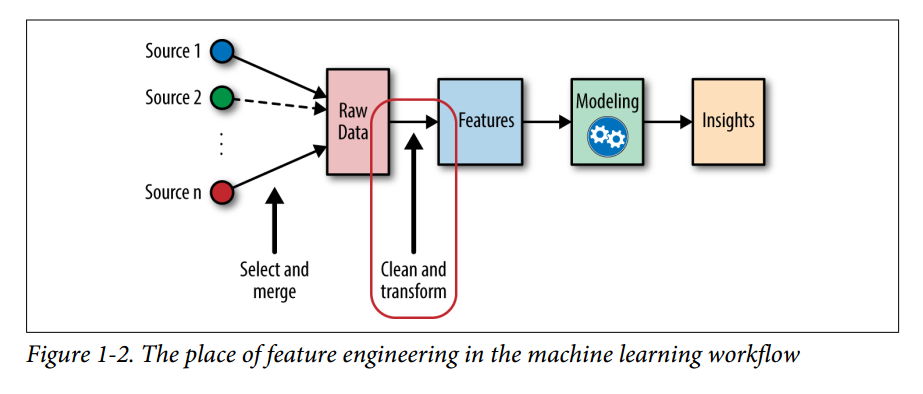 Source 1
Source 2
⋮
Source n
Raw
Data
Features
Modeling
Insights
Select and
merge
Clean and
transform
Figure 1-2. The place of feature engineering in the machine learning workflow